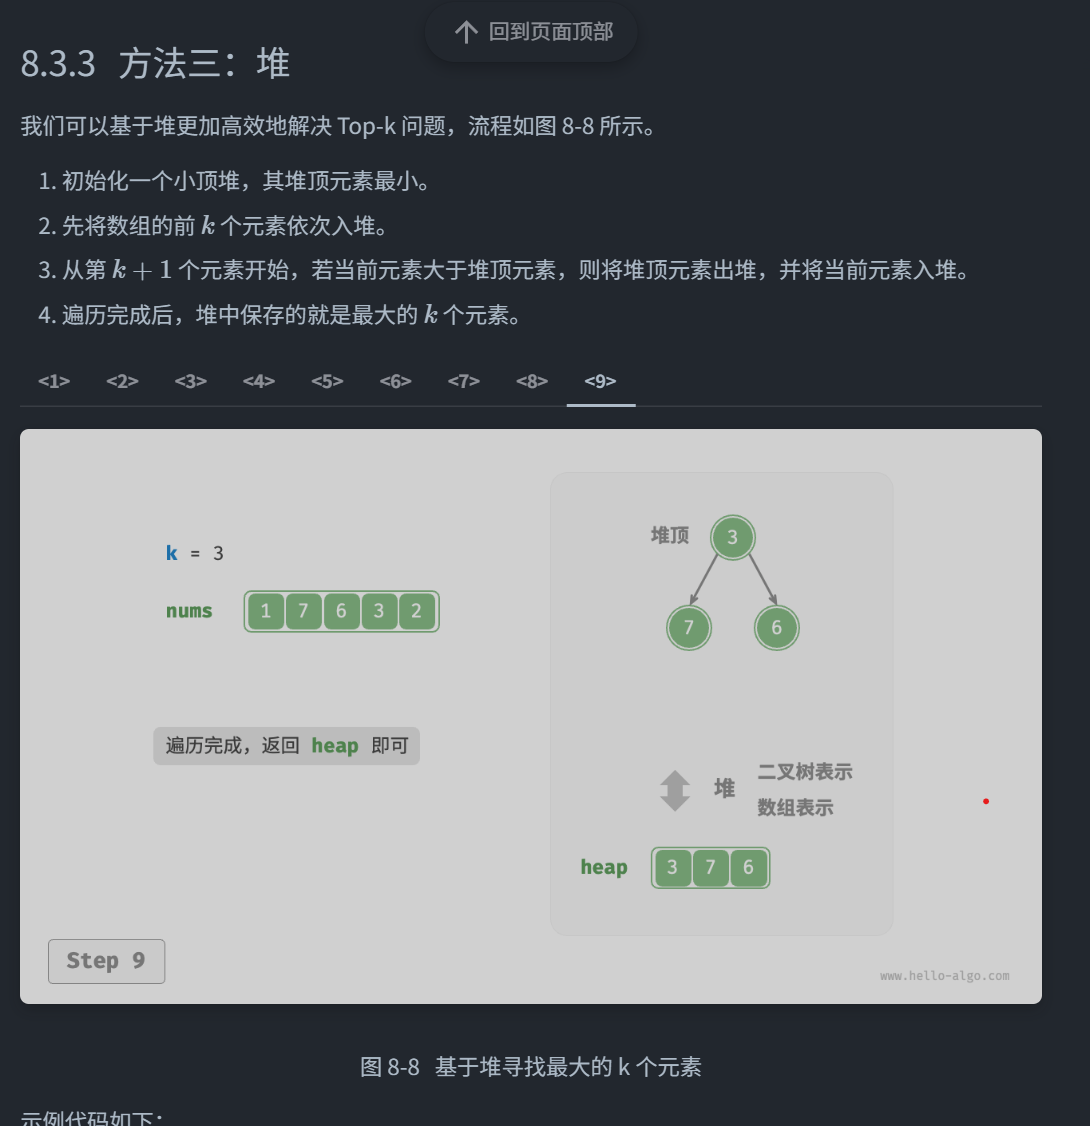 回到页面顶部
8.3.3 方法三：堆
我们可以基于堆更加高效地解决 Top-k 问题，流程如图 8-8 所示。
1. 初始化一个小顶堆，其堆顶元素最小。
2. 先将数组的前 k 个元素依次入堆。
3. 从第 k + 1 个元素开始，若当前元素大于堆顶元素，则将堆顶元素出堆，并将当前元素入堆。
4. 遍历完成后，堆中保存的就是最大的 k 个元素。
<1> <2> <3> <4> <5> <6> <7> <8> <9>
k = 3
nums 1 7 6 3 2
遍历完成，返回 heap 即可
堆顶 3
7 6
堆
二叉树表示
数组表示
heap 3 7 6
Step 9
www.hello-algo.com
图 8-8 基于堆寻找最大的 k 个元素
示例代码如下：